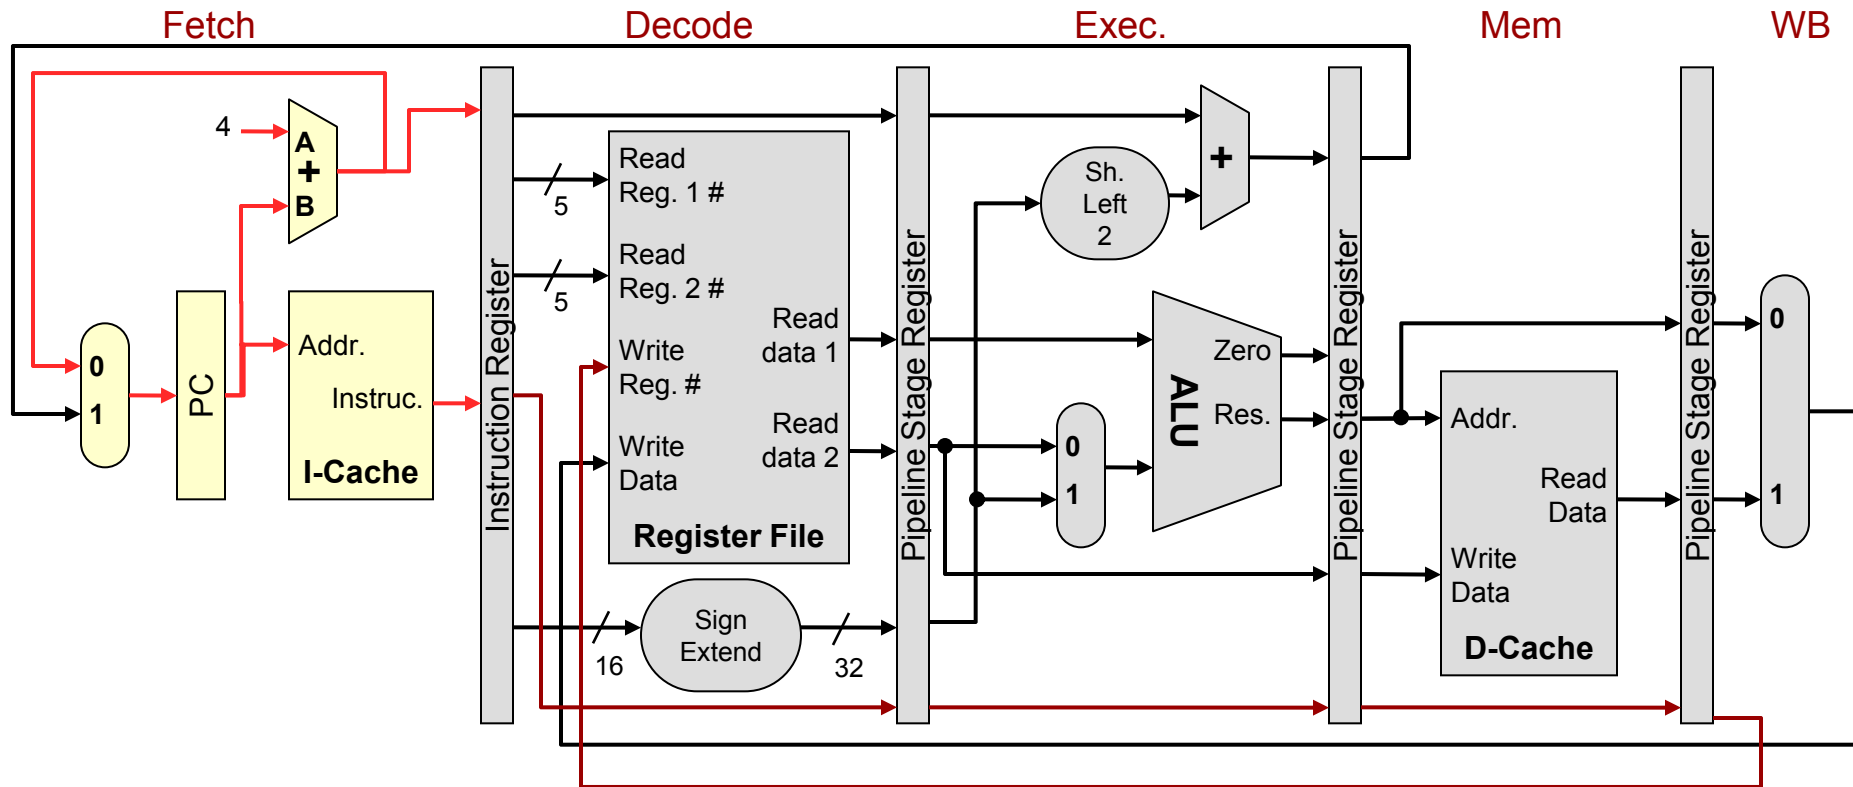 Fetch
Decode
Exec.
Mem
WB
4
A
+
B
0
1
PC
Addr.
Instruc.
I-Cache
Instruction Register
5
5
16
Read
Reg. 1 #
Read
Reg. 2 #
Write
Reg. #
Write
Data
Read
data 1
Read
data 2
Register File
Sign
Extend
32
Pipeline Stage Register
Sh.
Left
2
+
0
1
ALU
Zero
Res.
Pipeline Stage Register
Addr.
Read
Data
Write
Data
D-Cache
Pipeline Stage Register
0
1